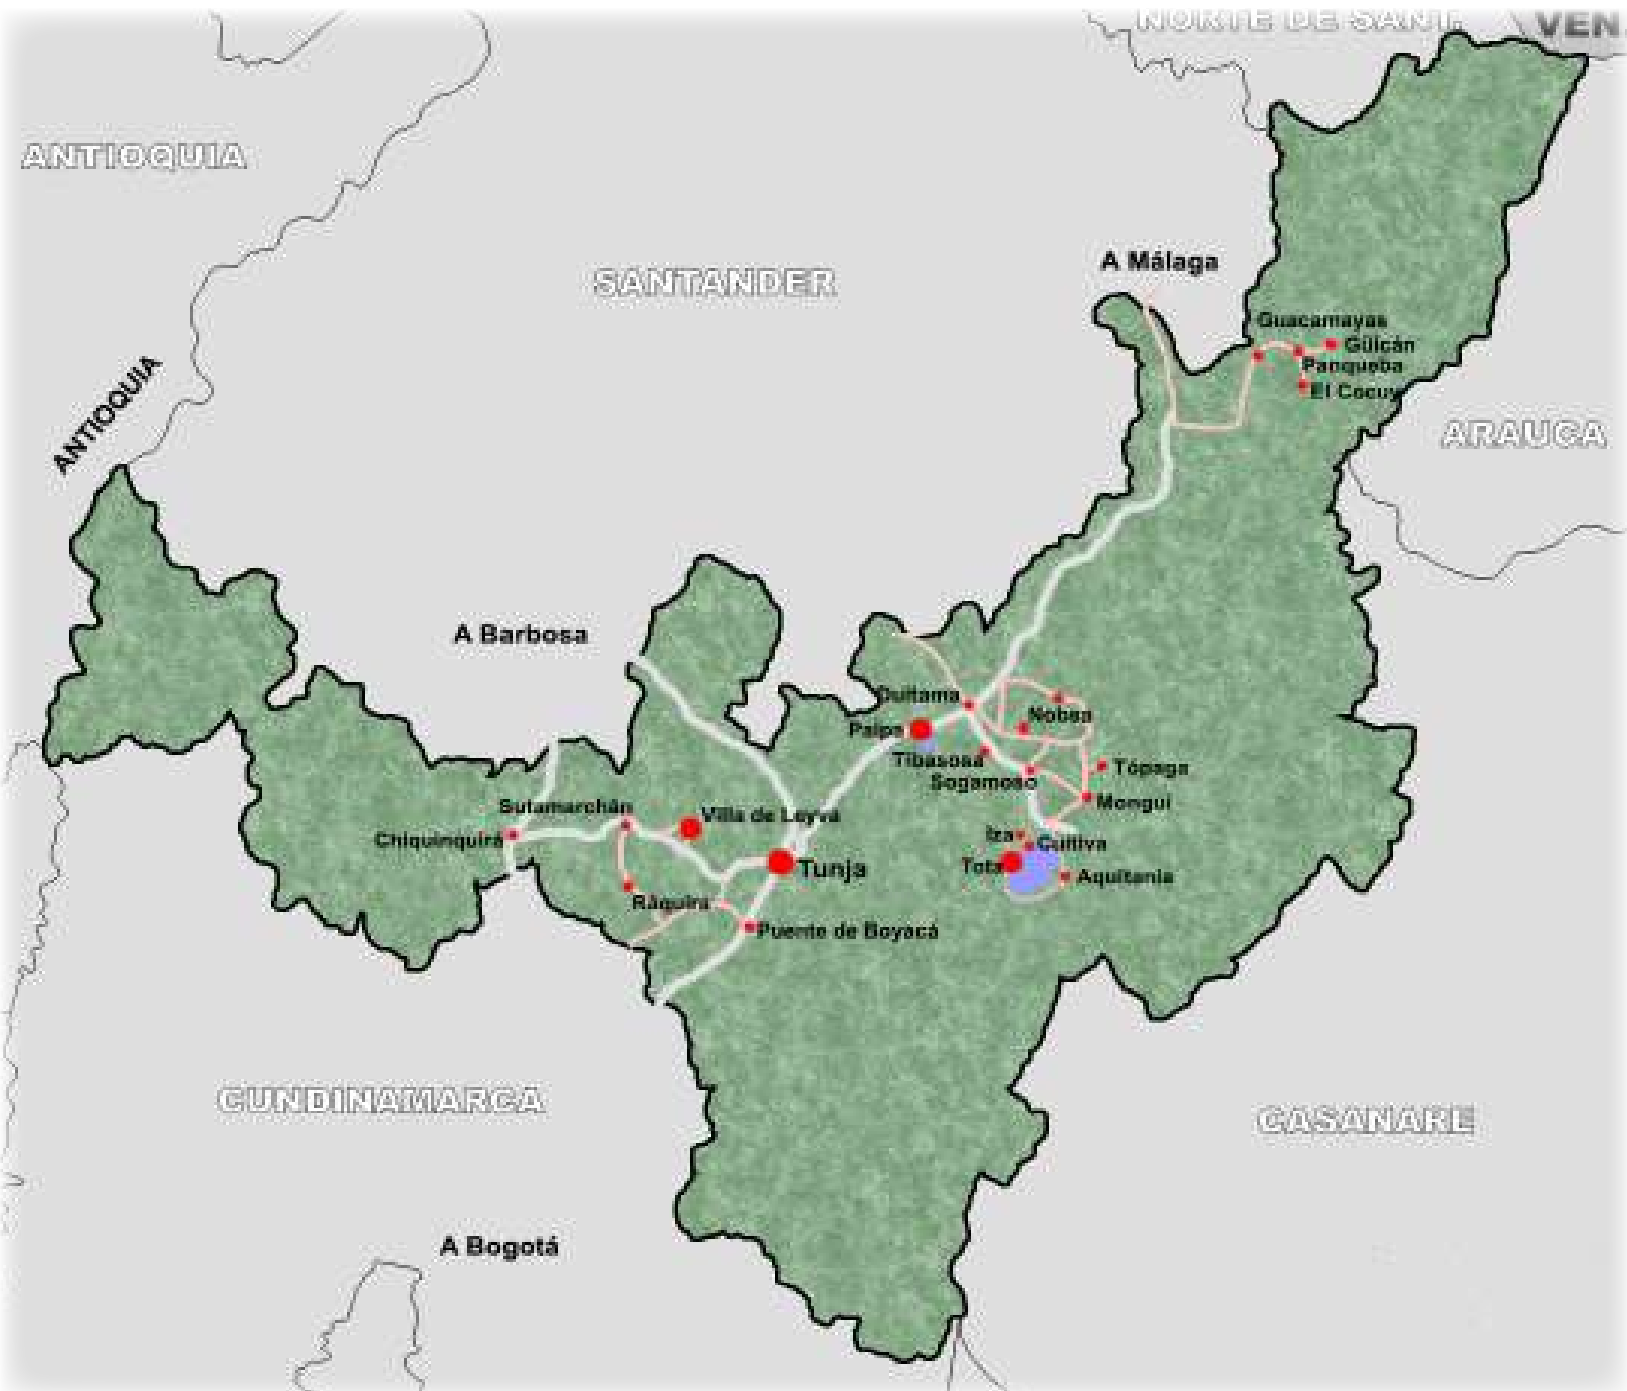 NORTE DE SANT.
VEN.
ANTIOQUIA
SANTANDER
A Málaga
Guacamayas
Güicán
Panqueba
El Cocuy
ANTIOQUIA
ARAUCA
A Barbosa
Duitama
Nobsa
Paipa
Tibasosa
Tópaga
Sogamoso
Monguí
Sutamarchán
Villa de Leyva
Chiquinquirá
Iza
Cuitiva
Tunja
Tota
Aquitania
Ráquira
Puente de Boyacá
CUNDINAMARCA
CASANARE
A Bogotá